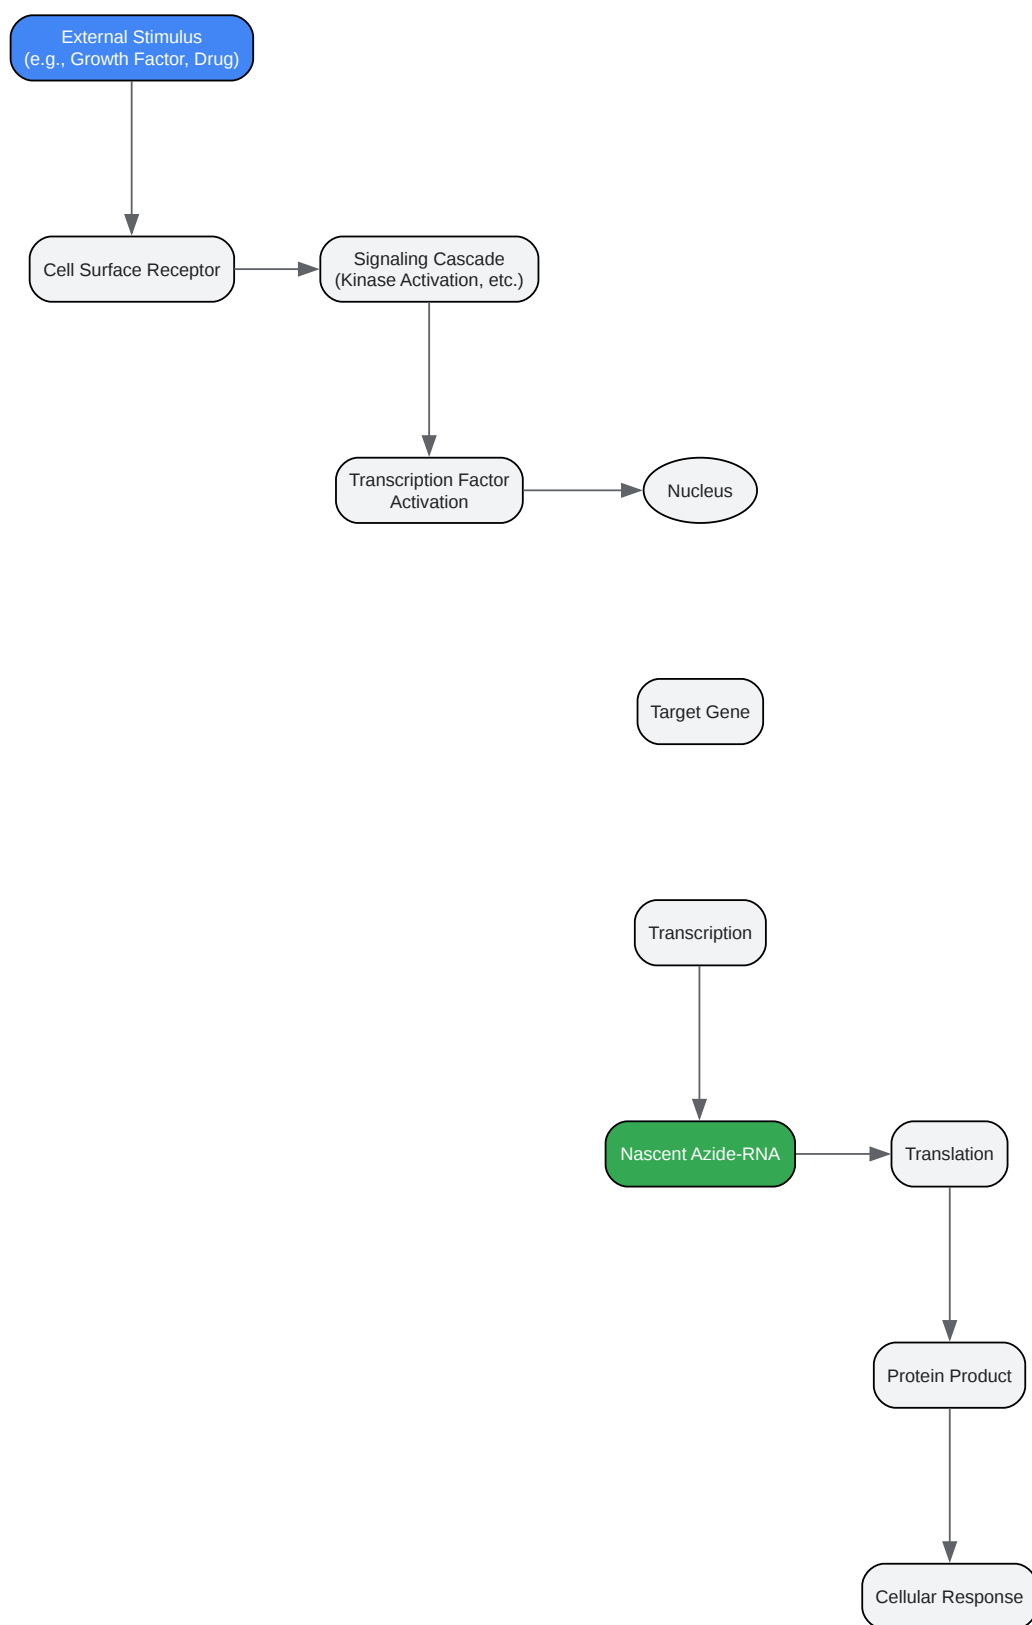 External Stimulus
(e.g., Growth Factor, Drug)
Cell Surface Receptor
Signaling Cascade
(Kinase Activation, etc.)
Transcription Factor
Activation
Nucleus
Target Gene
Transcription
Nascent Azide-RNA
Translation
Protein Product
Cellular Response